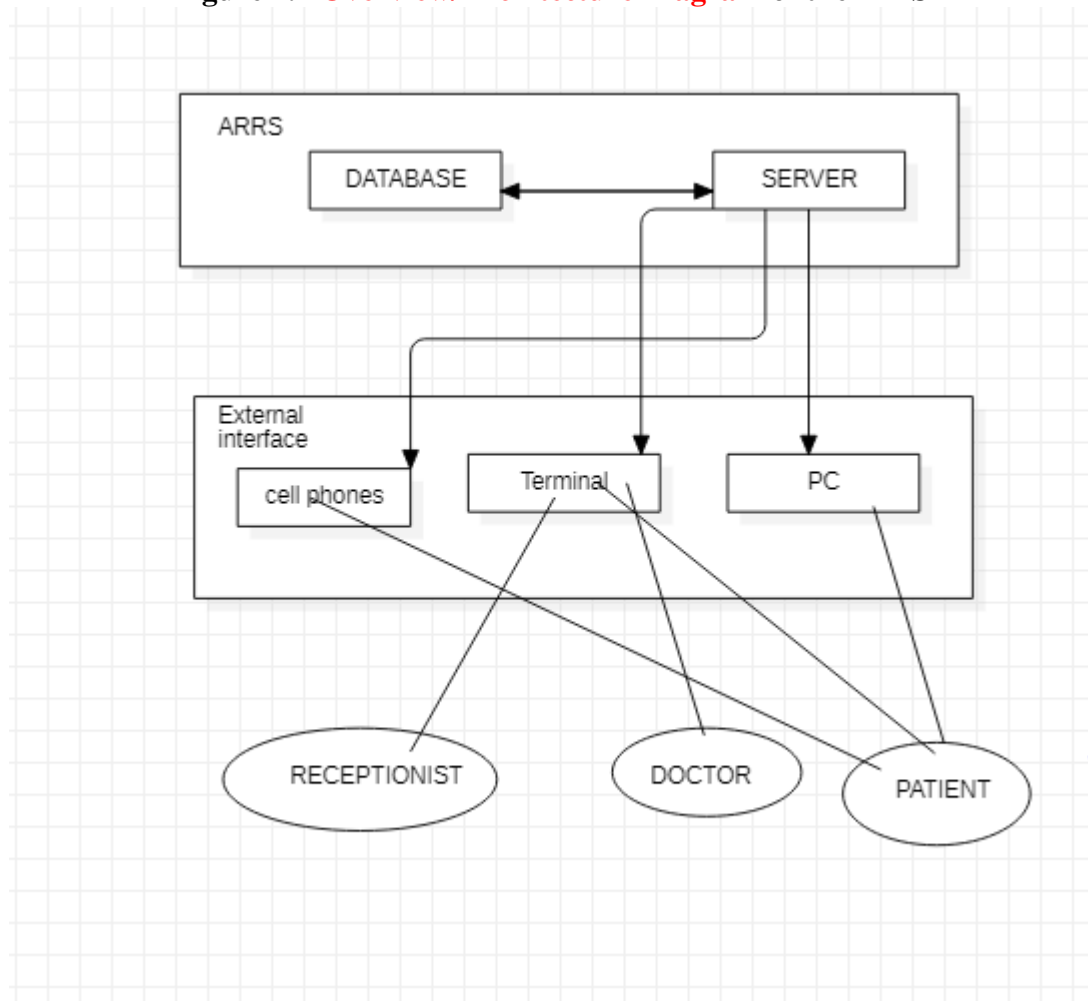 ARRS
DATABASE
SERVER
External
interface
cell phones
Terminal
PC
RECEPTIONIST
DOCTOR
PATIENT